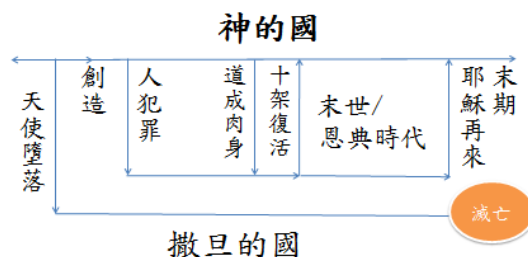 神的國
天使墮落
創造
人犯罪
道成肉身
十架復活
末世/
恩典時代
耶穌再來
末期
滅亡
撒旦的國